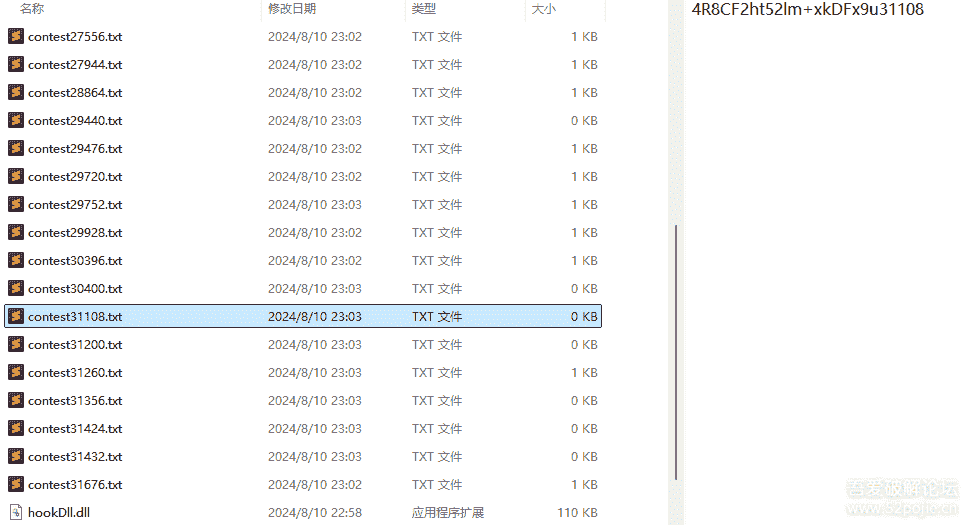 名称 修改日期 类型 大小 4R8CF2ht52lm+xkDFx9u31108
contest27556.txt 2024/8/10 23:02 TXT 文件 1 KB
contest27944.txt 2024/8/10 23:02 TXT 文件 1 KB
contest28864.txt 2024/8/10 23:02 TXT 文件 1 KB
contest29440.txt 2024/8/10 23:03 TXT 文件 0 KB
contest29476.txt 2024/8/10 23:02 TXT 文件 1 KB
contest29720.txt 2024/8/10 23:02 TXT 文件 1 KB
contest29752.txt 2024/8/10 23:03 TXT 文件 1 KB
contest29928.txt 2024/8/10 23:02 TXT 文件 1 KB
contest30396.txt 2024/8/10 23:02 TXT 文件 1 KB
contest30400.txt 2024/8/10 23:03 TXT 文件 0 KB
contest31108.txt 2024/8/10 23:03 TXT 文件 0 KB
contest31200.txt 2024/8/10 23:03 TXT 文件 0 KB
contest31260.txt 2024/8/10 23:03 TXT 文件 1 KB
contest31356.txt 2024/8/10 23:03 TXT 文件 0 KB
contest31424.txt 2024/8/10 23:03 TXT 文件 0 KB
contest31432.txt 2024/8/10 23:03 TXT 文件 0 KB
contest31676.txt 2024/8/10 23:02 TXT 文件 1 KB
hookDll.dll 2024/8/10 22:58 应用程序扩展 110 KB
吾爱破解论坛
www.52pojie.cn